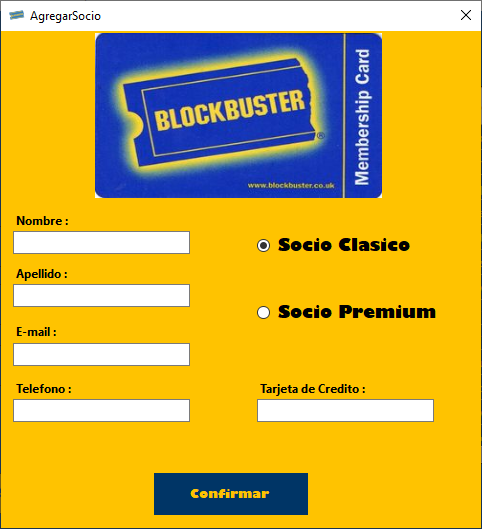 AgregarSocio
BLOCKBUSTER
®
www.blockbuster.co.uk
Membership Card
Nombre :
Socio Clasico
Apellido :
Socio Premium
E-mail :
Telefono :
Tarjeta de Credito :
Confirmar